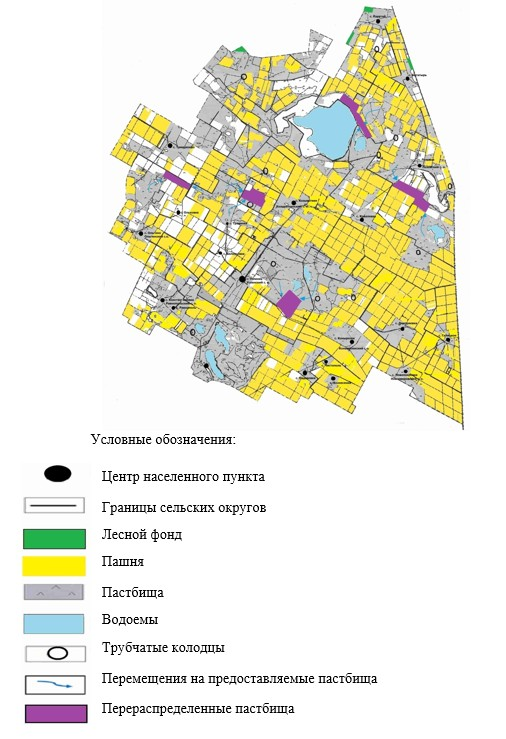 Условные обозначения:
Центр населенного пункта
Границы сельских округов
Лесной фонд
Пашня
Пастбища
Водоемы
Трубчатые колодцы
Перемещения на предоставляемые пастбища
Перераспределенные пастбища